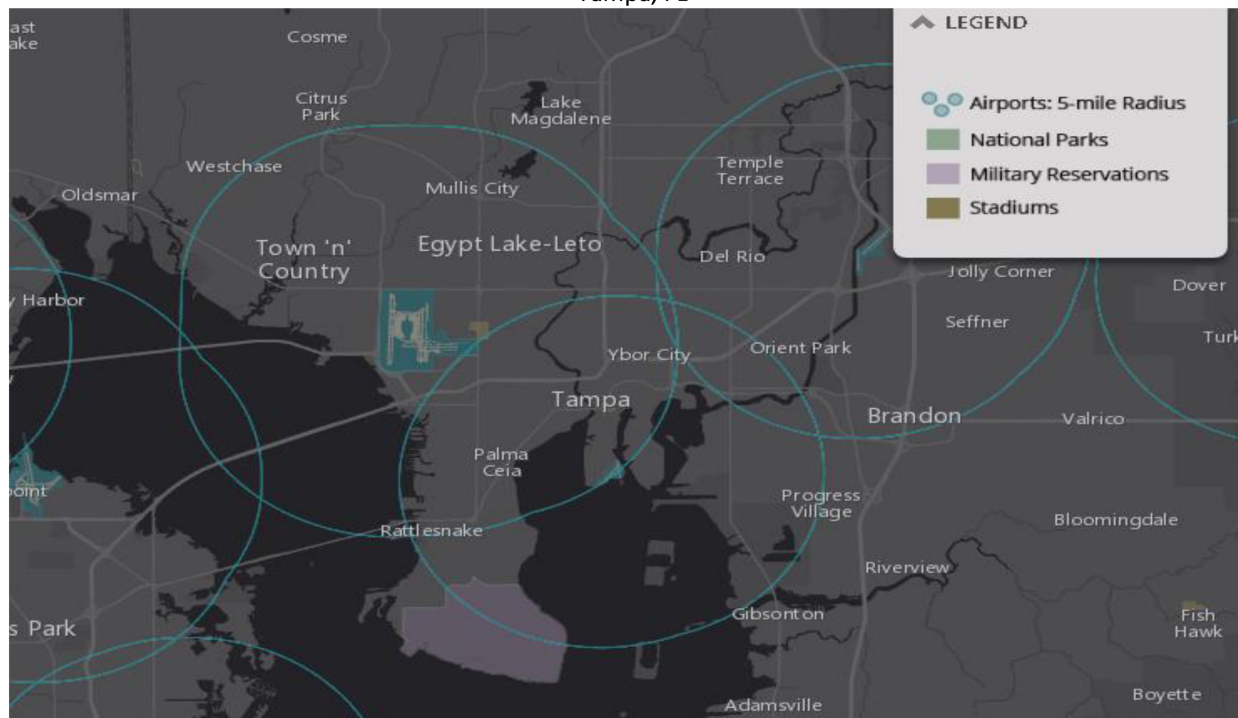 Tampa, FL
LEGEND
Airports: 5-mile Radius
National Parks
Military Reservations
Stadiums
Cosme
Citrus
Park
Lake
Magdalene
Westchase
Mullis City
Temple
Terrace
Oldsmar
Town 'n'
Country
Egypt Lake-Leto
Del Rio
Jolly Corner
Dover
Harbor
Seffner
Ybor City
Orient Park
Tampa
Brandon
Valrico
Palma
Ceia
Progress
Village
Rattlesnake
Bloomingdale
Riverview
Gibsonton
Fish
Hawk
s Park
Boyette
Adamsville